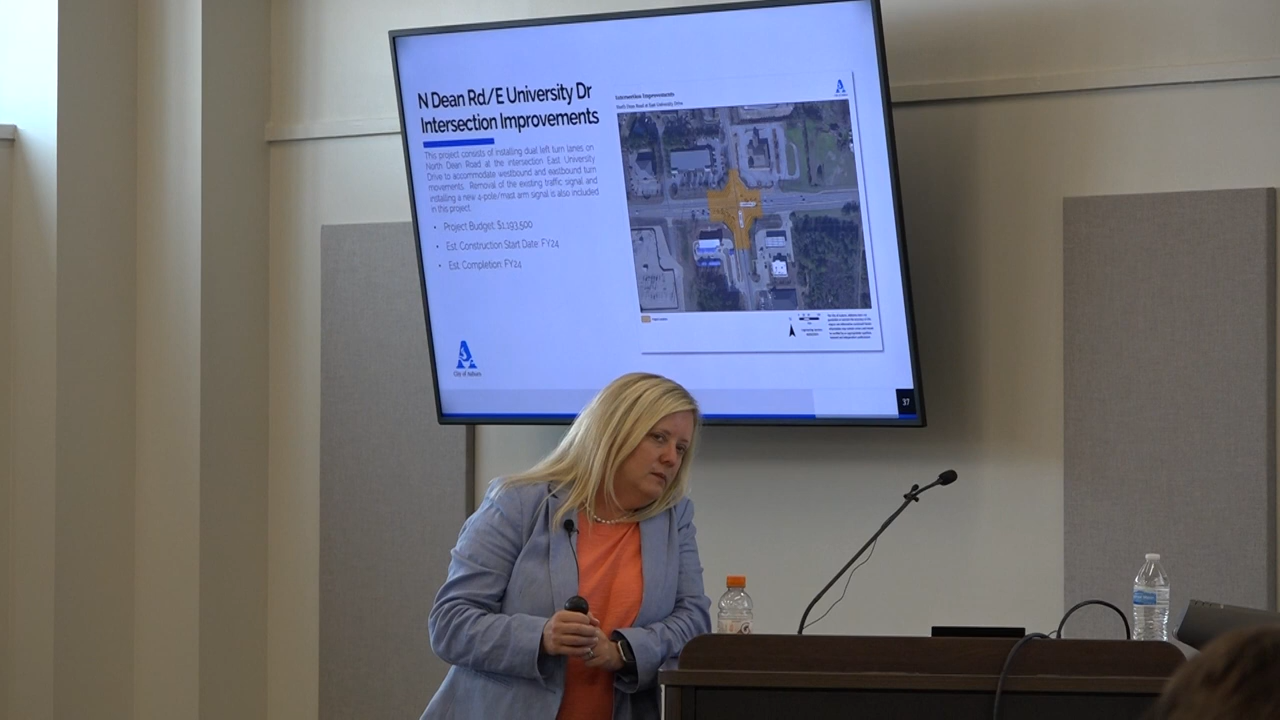 N Dean Rd/E University Dr
Intersection Improvements
This project consists of installing dual left turn lanes on
North Dean Road at the intersection East University
Drive to accommodate westbound and eastbound turn
movements. Removal of the existing traffic signal and
installing a new 4-pole/mast arm signal is also included
in this project.
• Project Budget: $1,193,500
• Est. Construction Start Date: FY24
• Est. Completion: FY24
City of Auburn
Intersection Improvements
North Dean Road at East University Drive
37